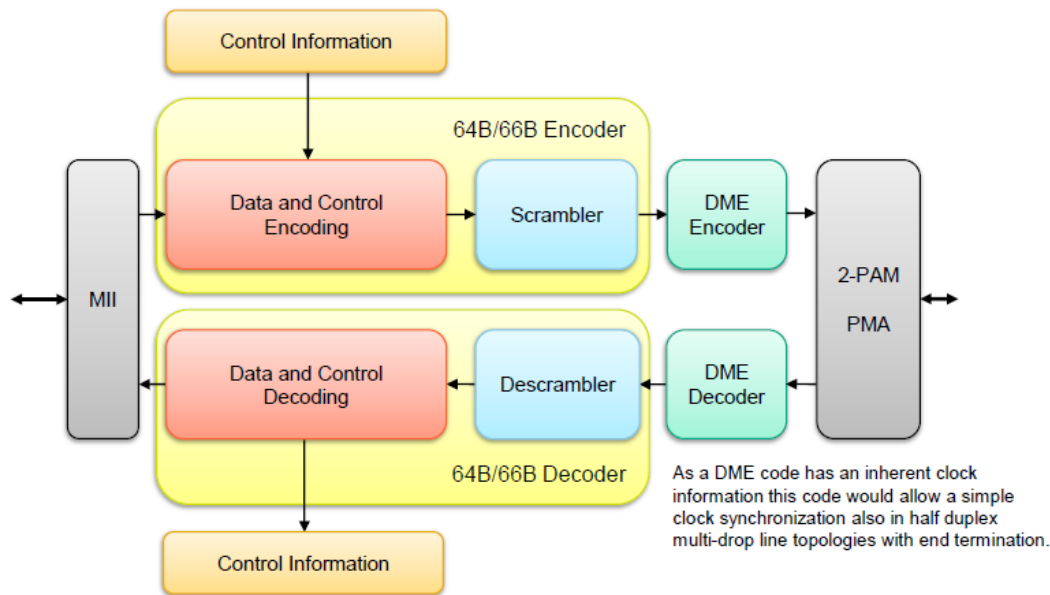 Control Information
64B/66B Encoder
MII
Data and Control
Encoding
Scrambler
DME
Encoder
2-PAM
PMA
Data and Control
Decoding
Descrambler
DME
Decoder
64B/66B Decoder
As a DME code has an inherent clock
information this code would allow a simple
clock synchronization also in half duplex
multi-drop line topologies with end termination.
Control Information